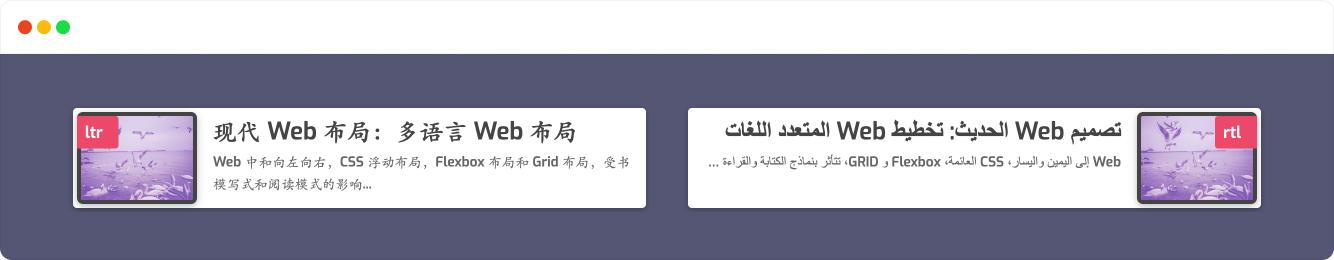 ltr
现代 Web 布局：多语言 Web 布局
Web 中和向左向右，CSS 浮动布局，Flexbox 布局和 Grid 布局，受书
模写式和阅读模式的影响...
rtl
تصميم Web الحديث: تخطيط Web المتعدد اللغات
Web إلى اليمين واليسار، CSS العائمة، Flexbox و GRID، تتأثر بنماذج الكتابة والقراءة ...